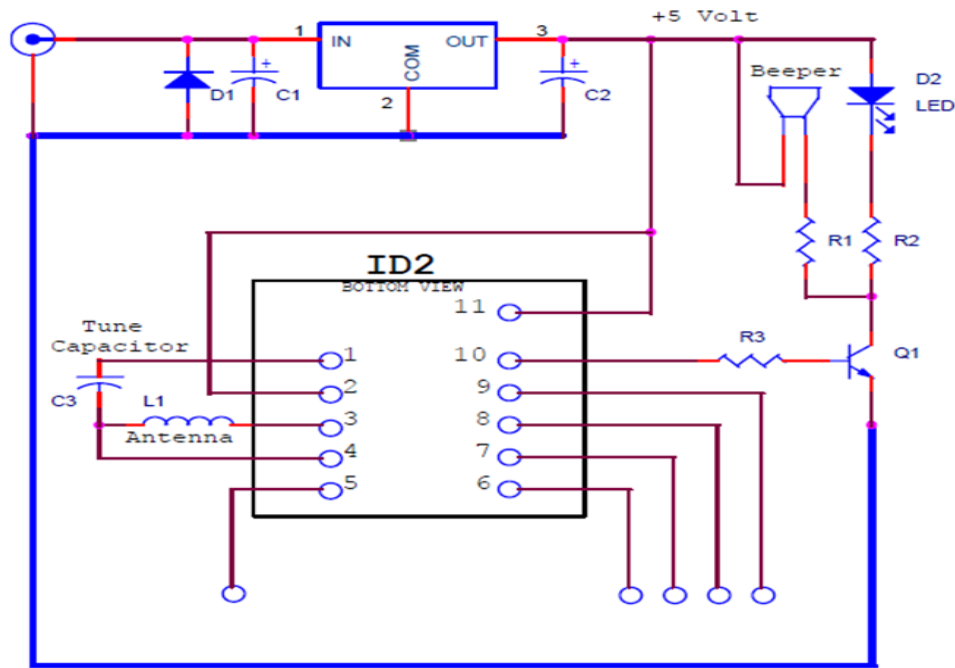 +5 Volt
1
IN
OUT
3
COM
2
D1
C1
C2
Beeper
D2
LED
R1
R2
ID2
BOTTOM VIEW
11
Tune
Capacitor
1
10
R3
Q1
2
9
C3
L1
3
8
Antenna
4
7
5
6
+
+